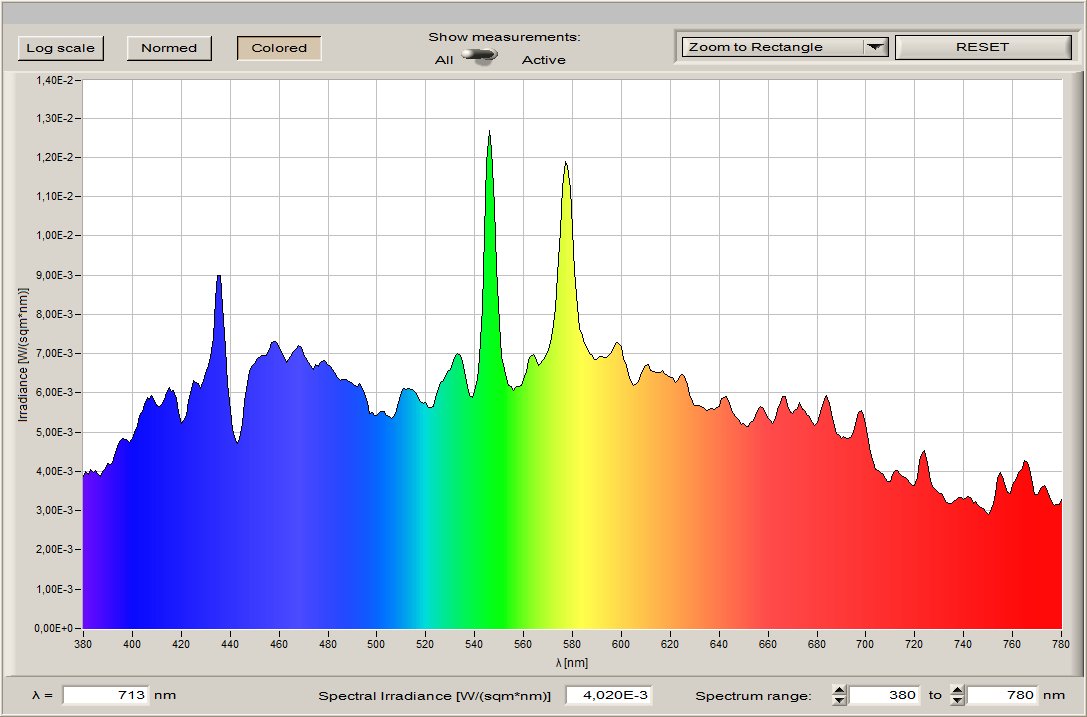 Show measurements:
Log scale Normed Colored All Active Zoom to Rectangle RESET
1,40E-2
1,30E-2
1,20E-2
1,10E-2
1,00E-2
9,00E-3
8,00E-3
7,00E-3
6,00E-3
5,00E-3
4,00E-3
3,00E-3
2,00E-3
1,00E-3
0,00E+0
Irradiance [W/(sqm*nm)]
380 400 420 440 460 480 500 520 540 560 580 600 620 640 660 680 700 720 740 760 780
λ [nm]
λ = 713 nm Spectral Irradiance [W/(sqm*nm)] 4,020E-3 Spectrum range: 380 to 780 nm